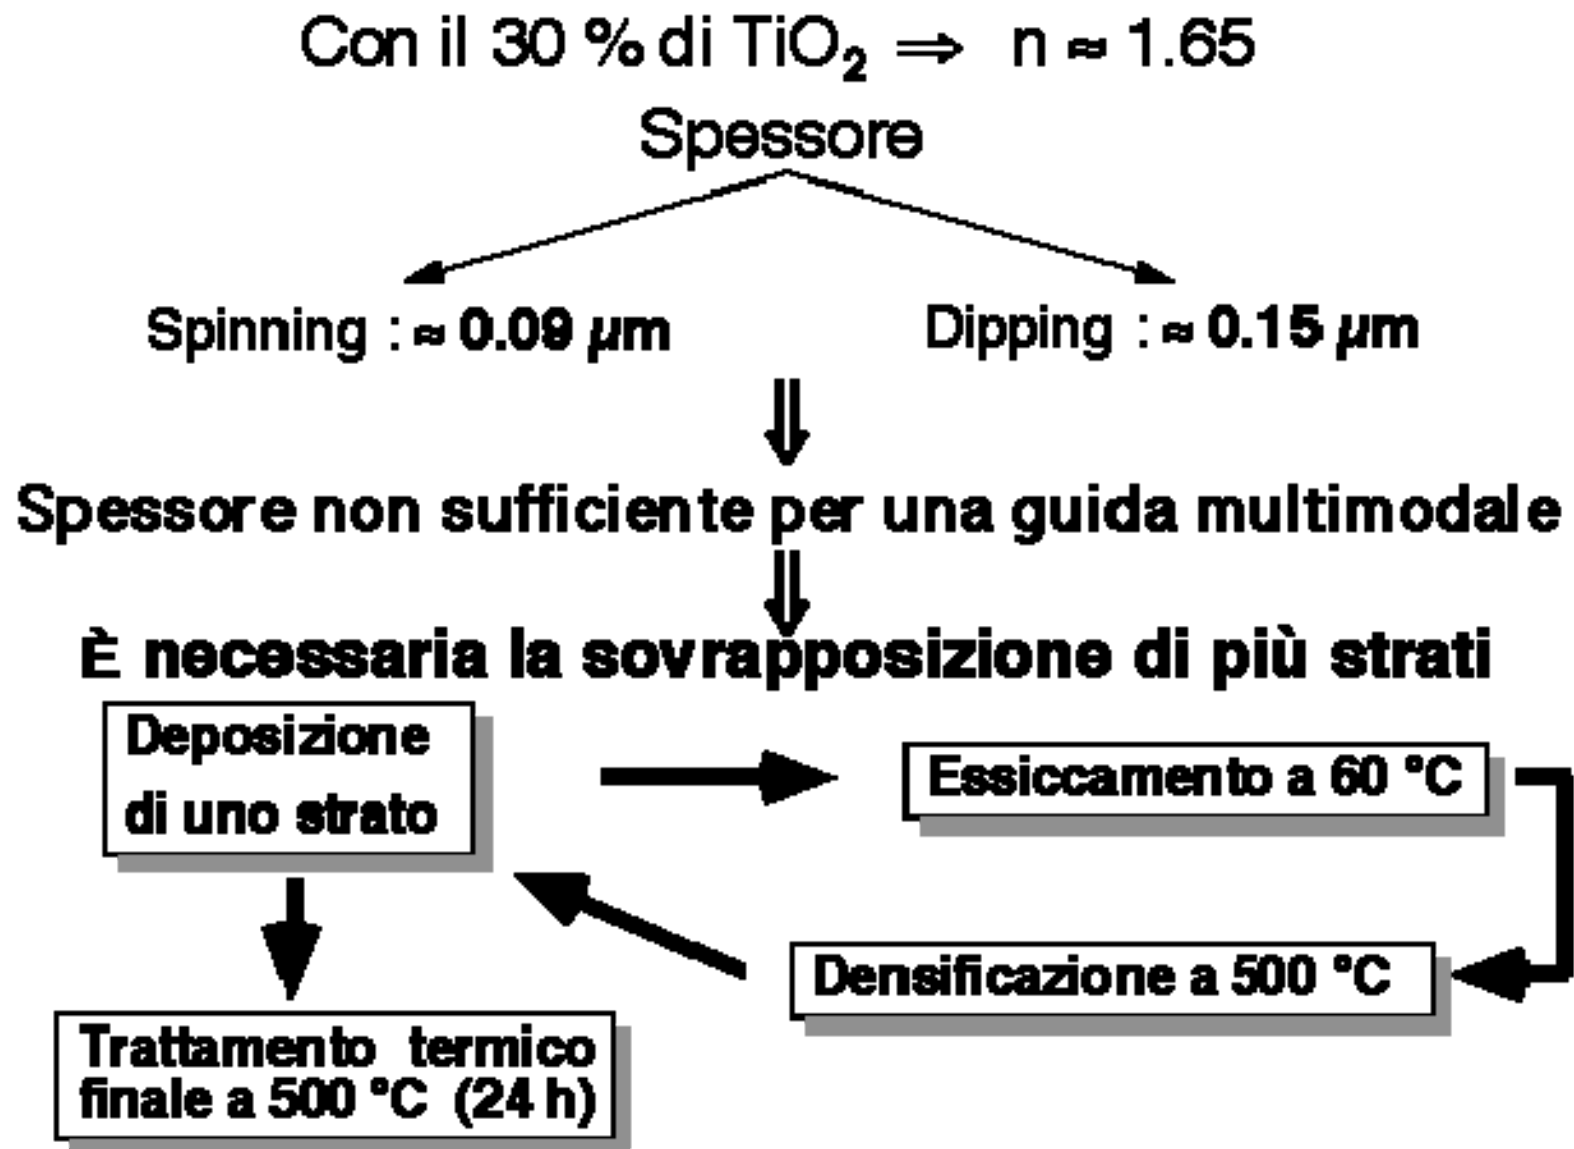 Con il 30 % di TiO₂ ⇒ n ≈ 1.65
Spessore
Spinning : ≈ 0.09 µm
Dipping : ≈ 0.15 µm
Spessore non sufficiente per una guida multimodale
È necessaria la sovrapposizione di più strati
Deposizione
di uno strato
Essiccamento a 60 °C
Densificazione a 500 °C
Trattamento termico
finale a 500 °C (24 h)